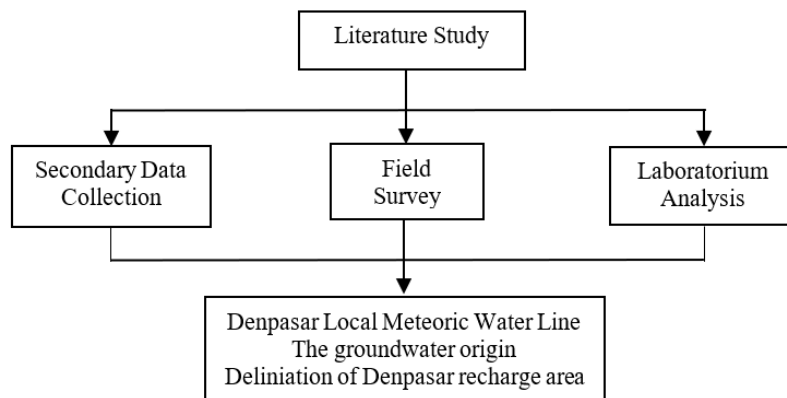 Literature Study
Secondary Data
Collection
Field
Survey
Laboratorium
Analysis
Denpasar Local Meteoric Water Line
The groundwater origin
Deliniation of Denpasar recharge area